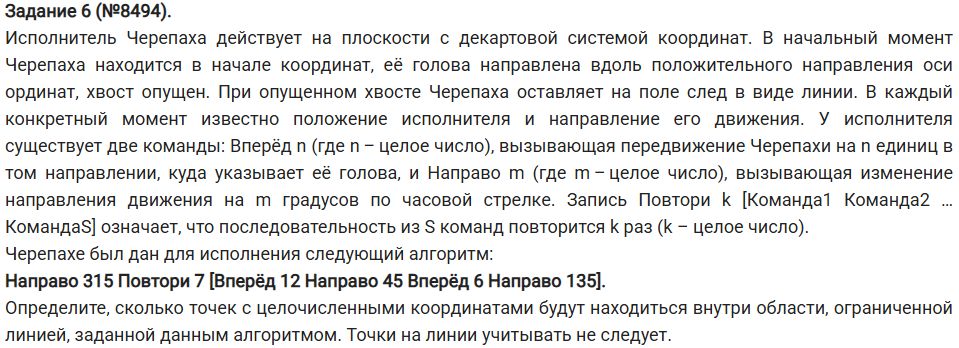 Задание 6 (№8494).
Исполнитель Черепаха действует на плоскости с декартовой системой координат. В начальный момент
Черепаха находится в начале координат, её голова направлена вдоль положительного направления оси
ординат, хвост опущен. При опущенном хвосте Черепаха оставляет на поле след в виде линии. В каждый
конкретный момент известно положение исполнителя и направление его движения. У исполнителя
существует две команды: Вперёд n (где n – целое число), вызывающая передвижение Черепахи на n единиц в
том направлении, куда указывает её голова, и Направо m (где m – целое число), вызывающая изменение
направления движения на m градусов по часовой стрелке. Запись Повтори k [Команда1 Команда2 …
КомандаS] означает, что последовательность из S команд повторится k раз (k – целое число).
Черепахе был дан для исполнения следующий алгоритм:
Направо 315 Повтори 7 [Вперёд 12 Направо 45 Вперёд 6 Направо 135].
Определите, сколько точек с целочисленными координатами будут находиться внутри области, ограниченной
линией, заданной данным алгоритмом. Точки на линии учитывать не следует.